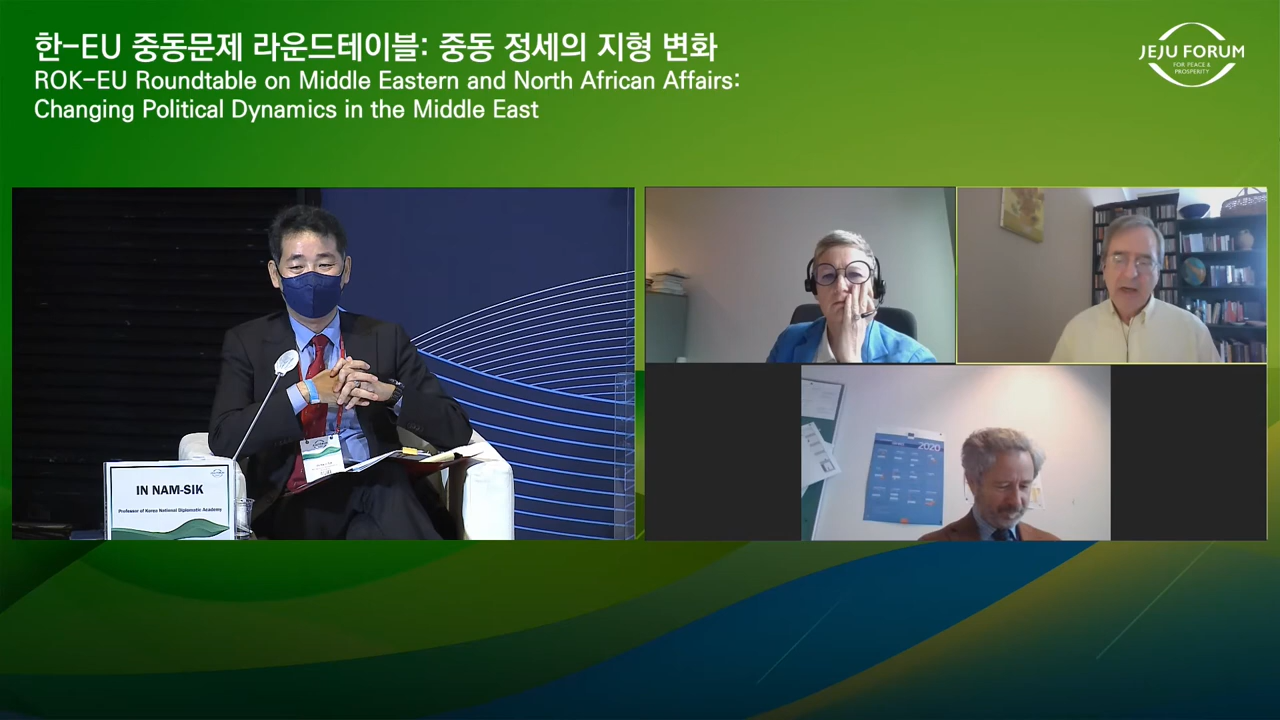 한-EU 중동문제 라운드테이블: 중동 정세의 지형 변화
ROK-EU Roundtable on Middle Eastern and North African Affairs:
Changing Political Dynamics in the Middle East
JEJU FORUM
FOR PEACE &
PROSPERITY
IN NAM-SIK
Professor of Korea National Diplomatic Academy
2020